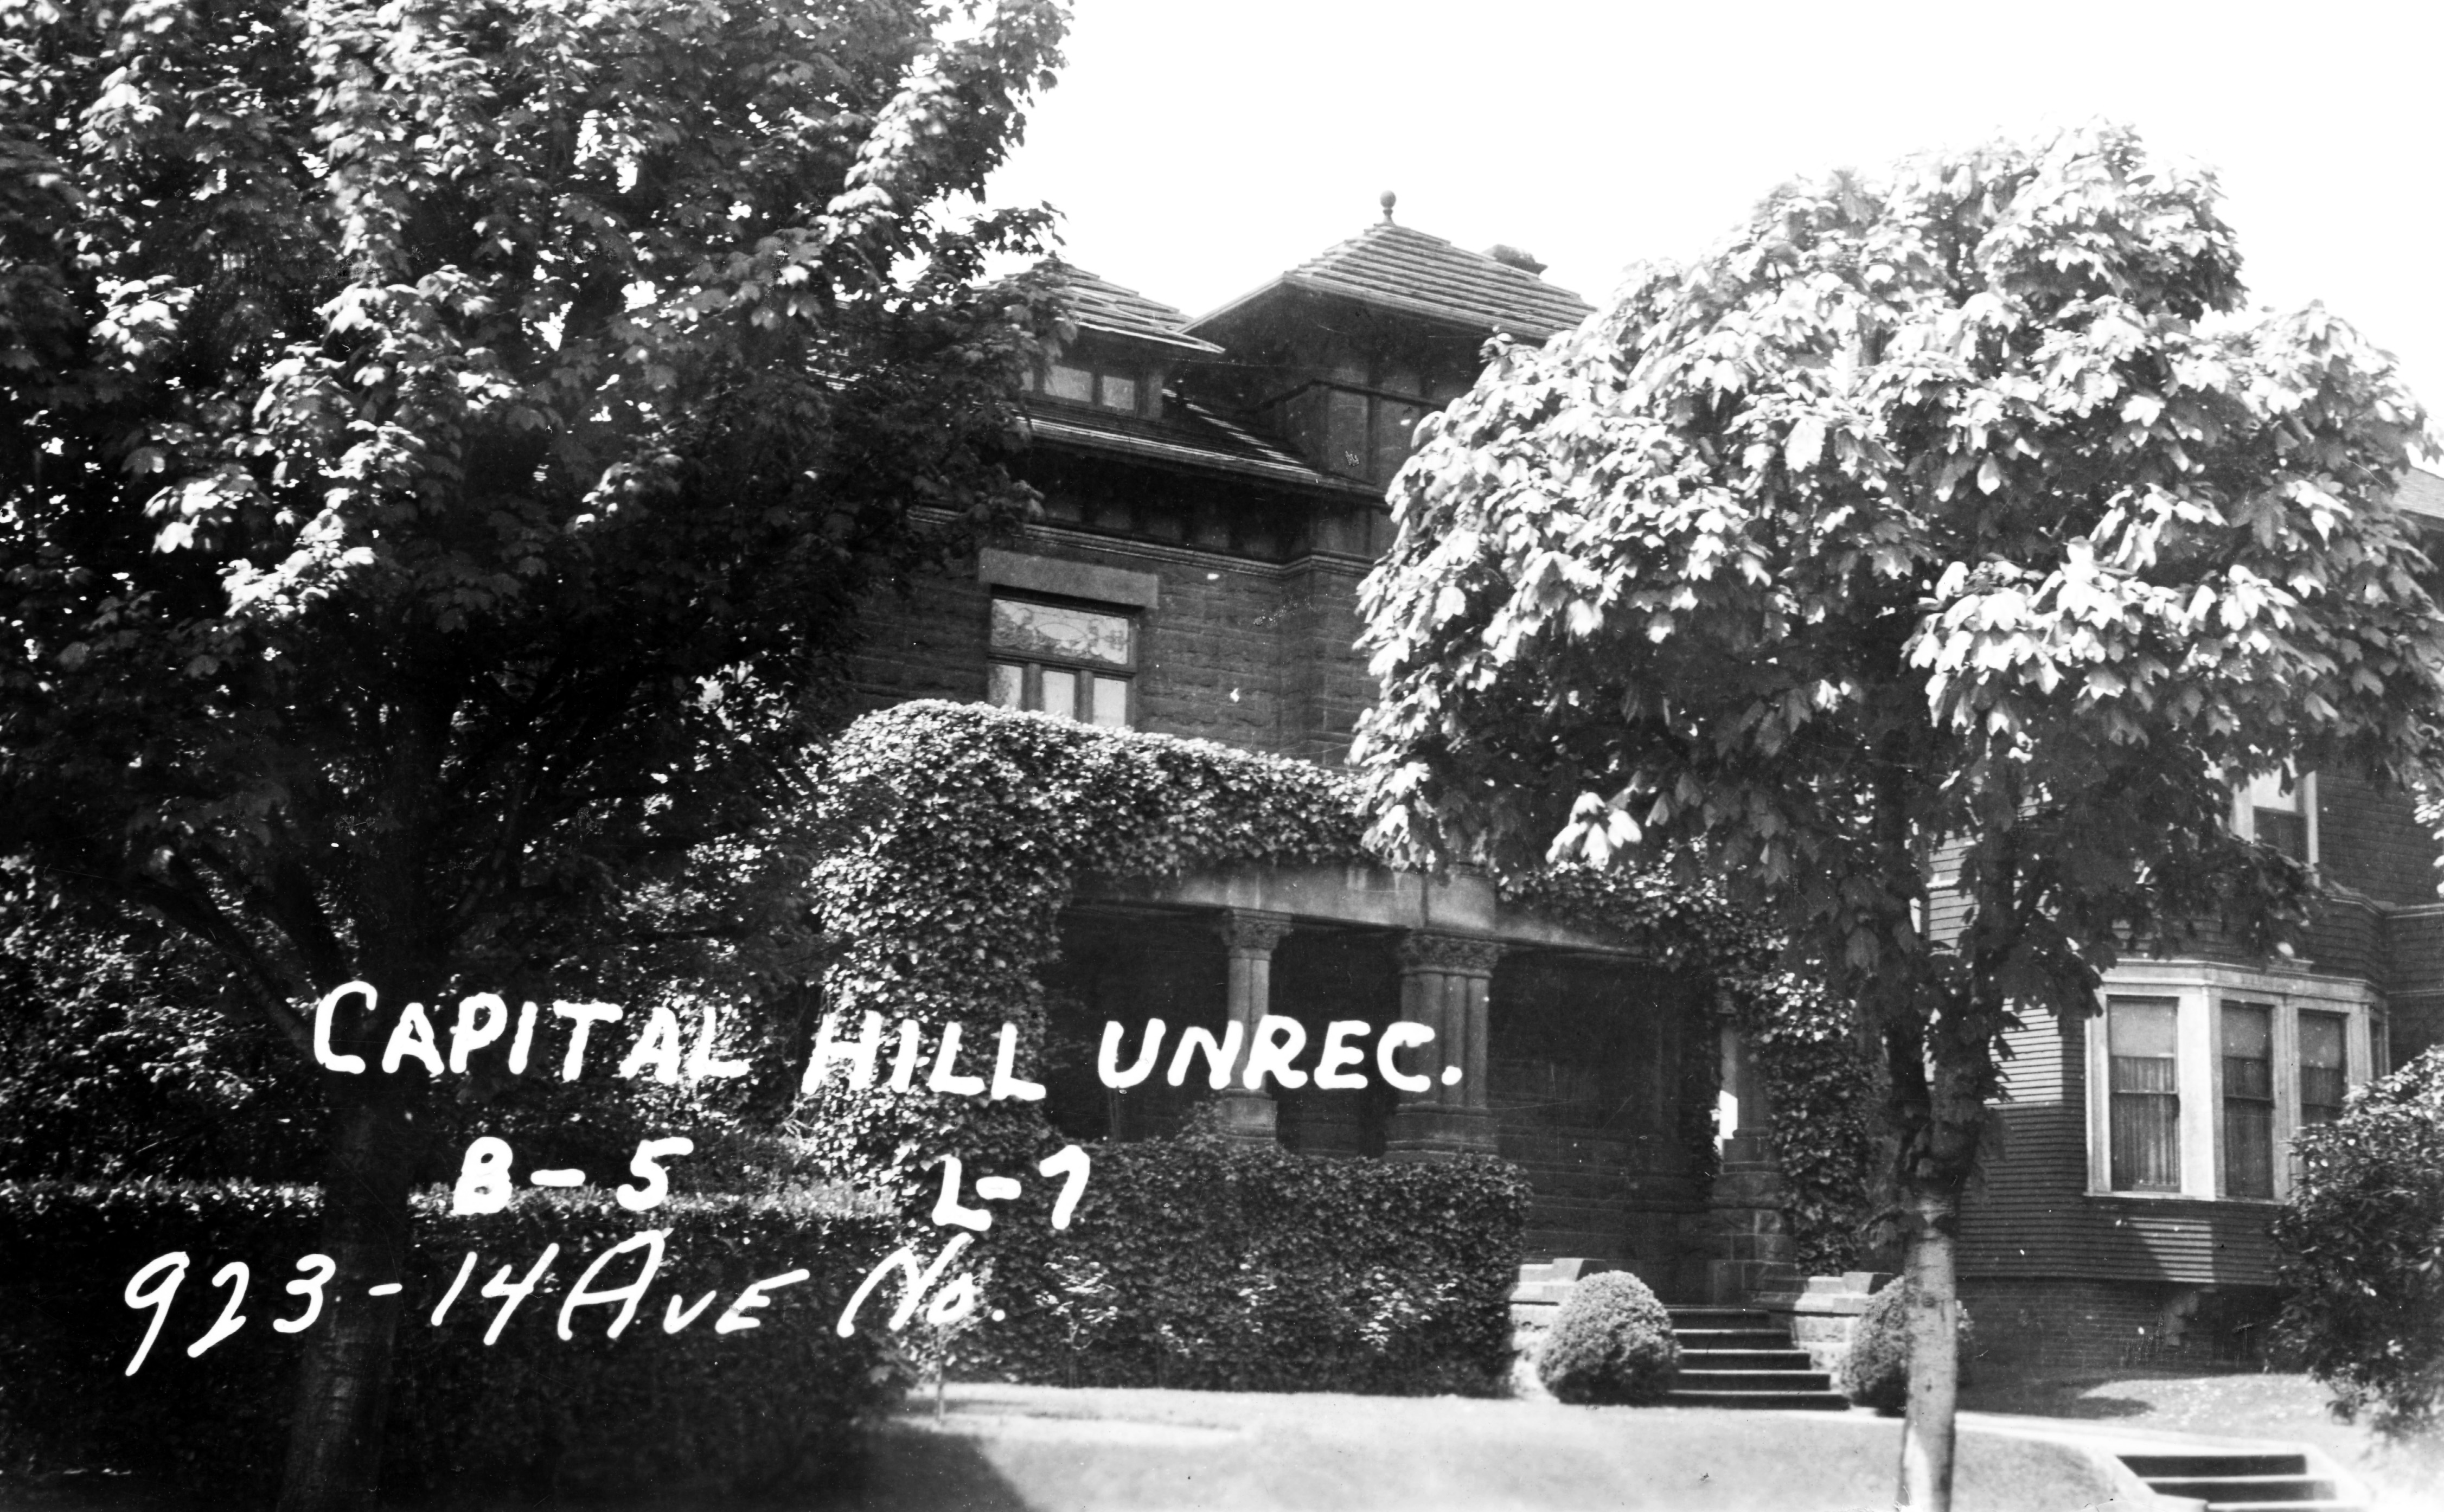 CAPITAL HILL UNREC.
B-5 L-7
923-14 AVE No.